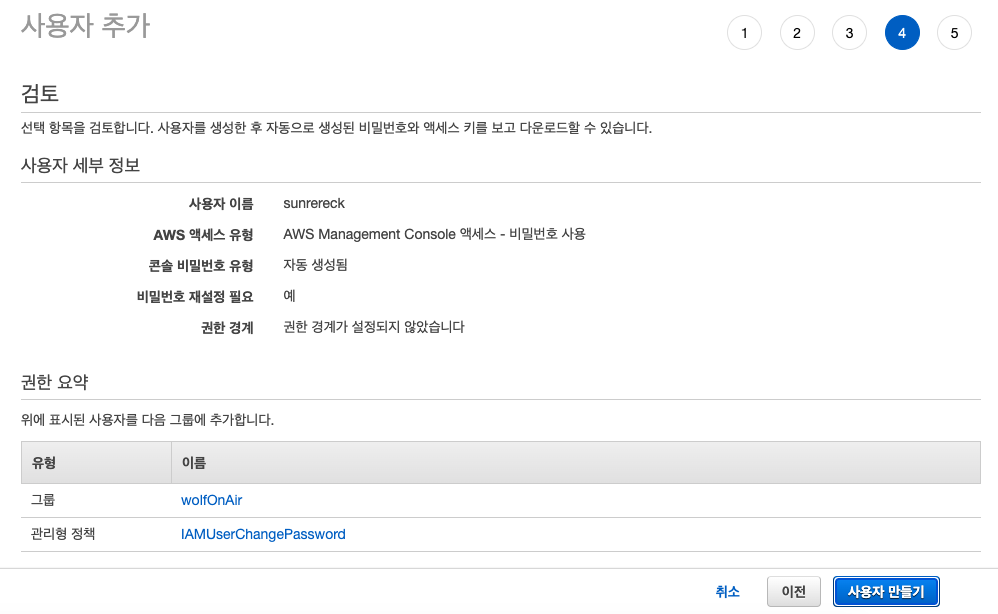 사용자 추가
1 2 3 4 5
검토
선택 항목을 검토합니다. 사용자를 생성한 후 자동으로 생성된 비밀번호와 액세스 키를 보고 다운로드할 수 있습니다.
사용자 세부 정보
사용자 이름 sunrereck
AWS 액세스 유형 AWS Management Console 액세스 - 비밀번호 사용
콘솔 비밀번호 유형 자동 생성됨
비밀번호 재설정 필요 예
권한 경계 권한 경계가 설정되지 않았습니다
권한 요약
위에 표시된 사용자를 다음 그룹에 추가합니다.
유형 이름
그룹 wolfOnAir
관리형 정책 IAMUserChangePassword
취소 이전 사용자 만들기